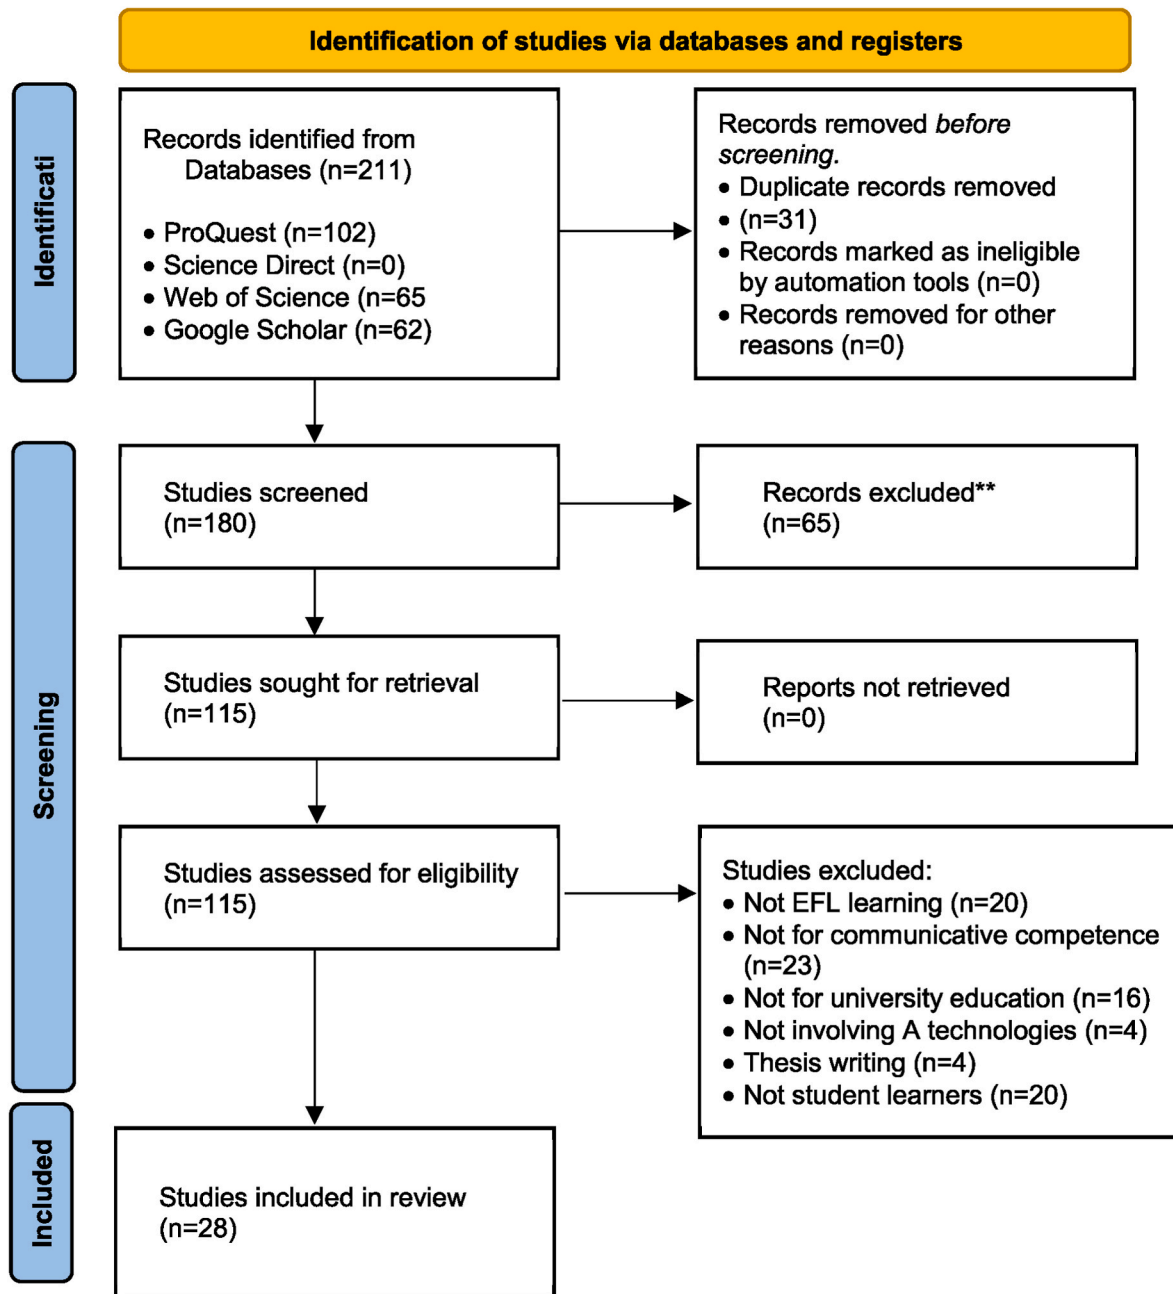 Identification of studies via databases and registers
Identificati
Records identified from
Databases (n=211)
• ProQuest (n=102)
• Science Direct (n=0)
• Web of Science (n=65
• Google Scholar (n=62)
Records removed before
screening.
• Duplicate records removed
• (n=31)
• Records marked as ineligible
by automation tools (n=0)
• Records removed for other
reasons (n=0)
Screening
Studies screened
(n=180)
Records excluded**
(n=65)
Studies sought for retrieval
(n=115)
Reports not retrieved
(n=0)
Studies assessed for eligibility
(n=115)
Studies excluded:
• Not EFL learning (n=20)
• Not for communicative competence
(n=23)
• Not for university education (n=16)
• Not involving A technologies (n=4)
• Thesis writing (n=4)
• Not student learners (n=20)
Included
Studies included in review
(n=28)